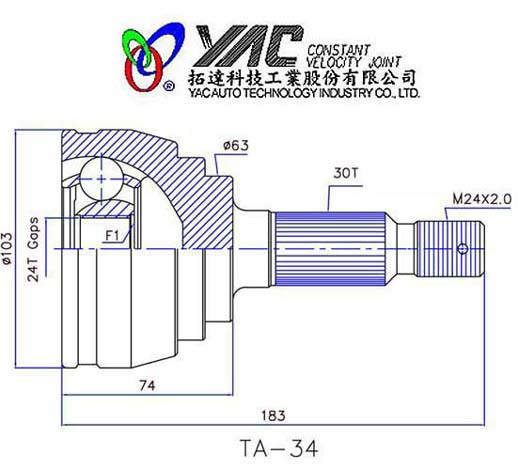 YAC CONSTANT
VELOCITY JOINT
®
拓達科技工業股份有限公司
YAC AUTO TECHNOLOGY INDUSTRY CO., LTD.
ø63
30T
M24X2.0
F1
24T Gaps
ø103
74
183
TA-34